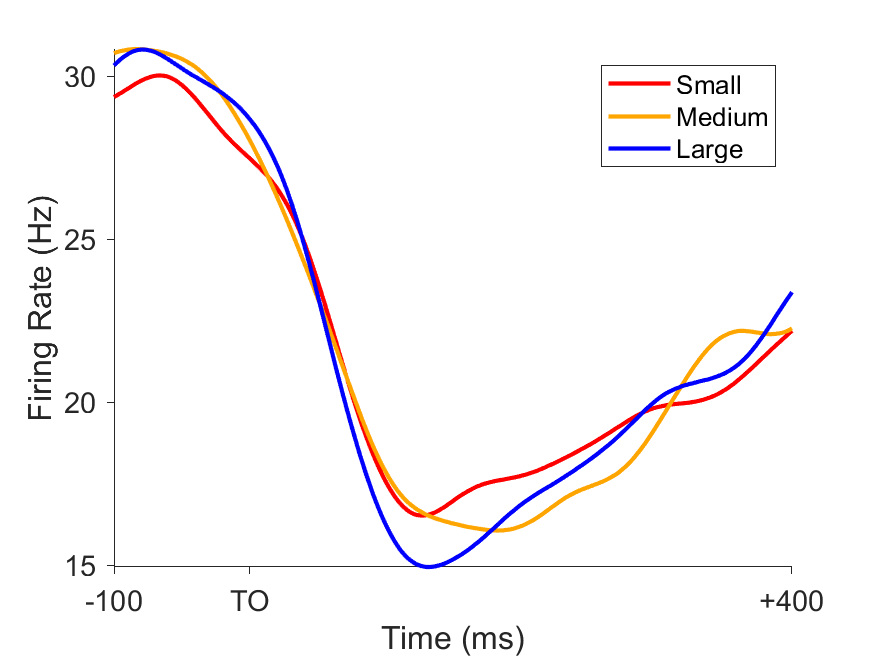 30
25
20
15
Firing Rate (Hz)
Small
Medium
Large
-100
TO
+400
Time (ms)